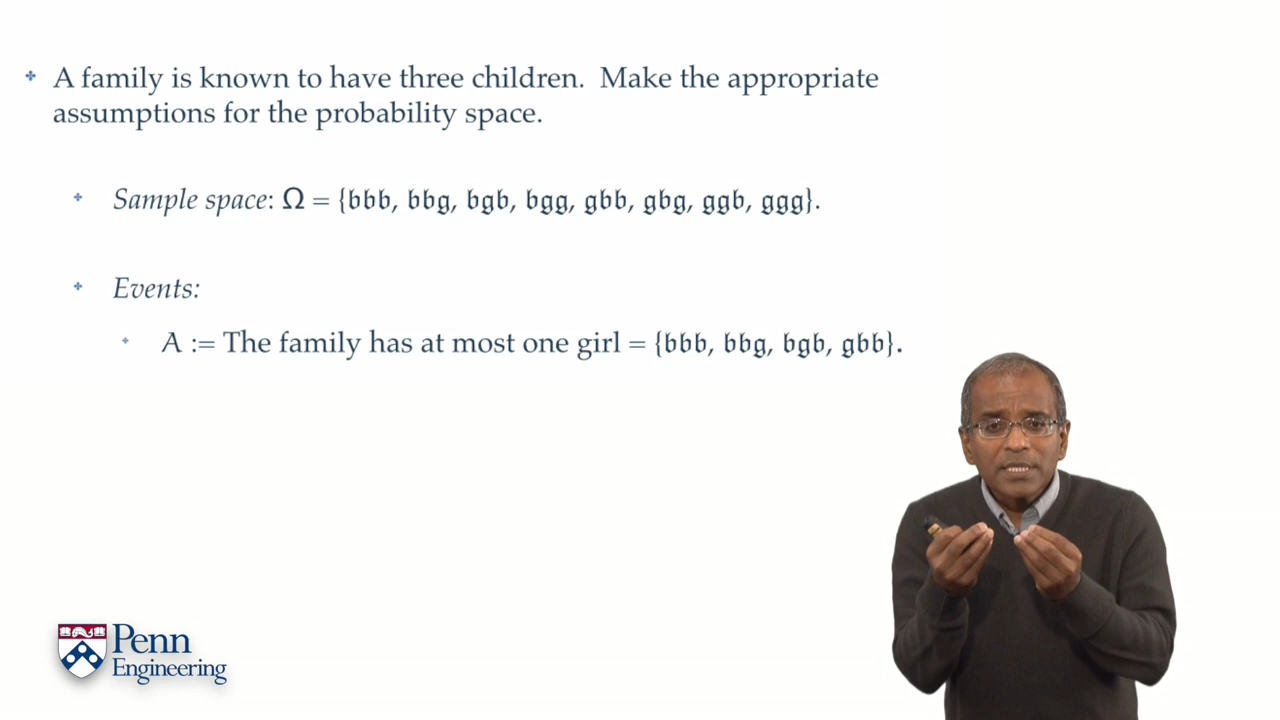 A family is known to have three children. Make the appropriate
assumptions for the probability space.
Sample space: Ω = {𝔟𝔟𝔟, 𝔟𝔟𝔤, 𝔟𝔤𝔟, 𝔟𝔤𝔤, 𝔤𝔟𝔟, 𝔤𝔟𝔤, 𝔤𝔤𝔟, 𝔤𝔤𝔤}.
Events:
A := The family has at most one girl = {𝔟𝔟𝔟, 𝔟𝔟𝔤, 𝔟𝔤𝔟, 𝔤𝔟𝔟}.
Penn
Engineering